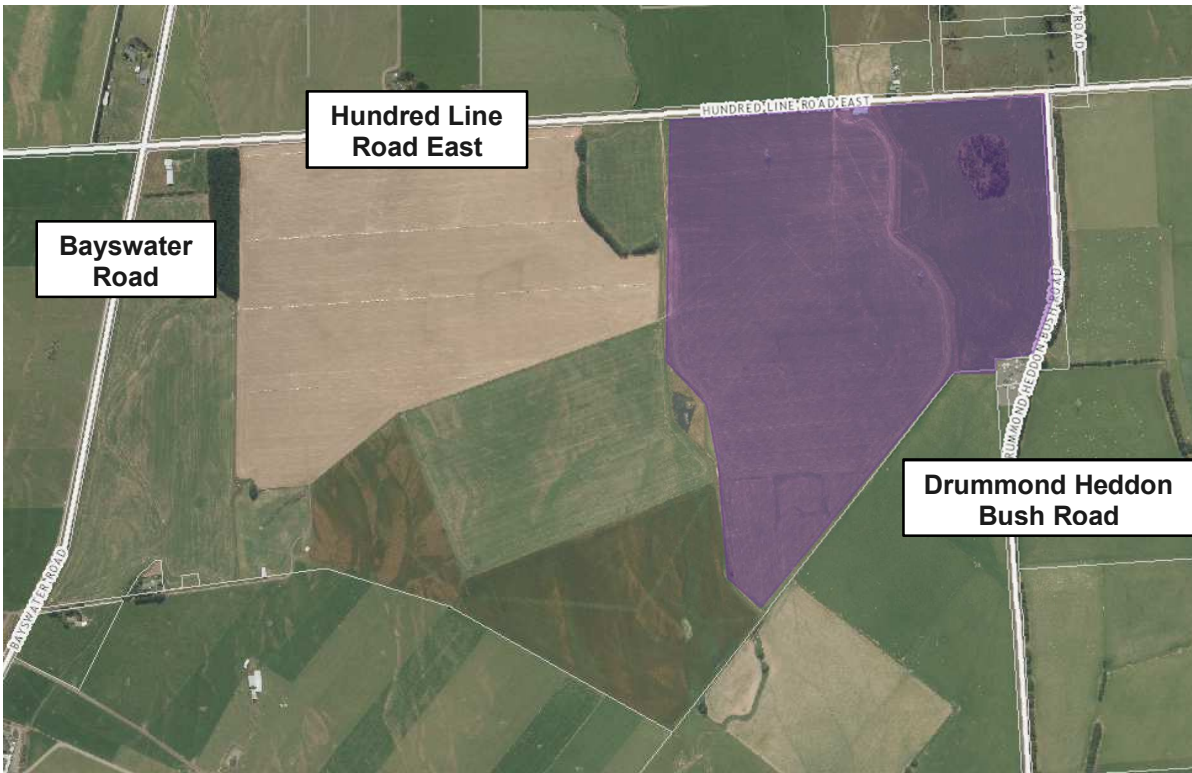 ROAD
HUNDRED LINE ROAD EAST
Hundred Line
Road East
Bayswater
Road
DRUMMOND HEDDON BUSH ROAD
Drummond Heddon
Bush Road
BAYSWATER ROAD